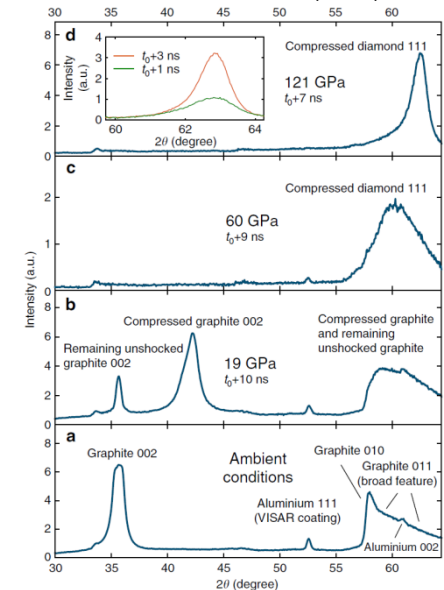 30 35 40 45 50 55 60
d
8
6
4
2
0
Intensity
(a.u.)
4
3
2
1
0
t0+3 ns
t0+1 ns
60 62 64
2θ (degree)
Compressed diamond 111
121 GPa
t0+7 ns
c
2
1
0
Compressed diamond 111
60 GPa
t0+9 ns
Intensity (a.u.)
b
8
6
4
2
0
Compressed graphite 002
Remaining unshocked
graphite 002
19 GPa
t0+10 ns
Compressed graphite
and remaining
unshocked graphite
a
8
6
4
2
0
Graphite 002
Ambient
conditions
Aluminium 111
(VISAR coating)
Graphite 010
Graphite 011
(broad feature)
Aluminium 002
30 35 40 45 50 55 60
2θ (degree)